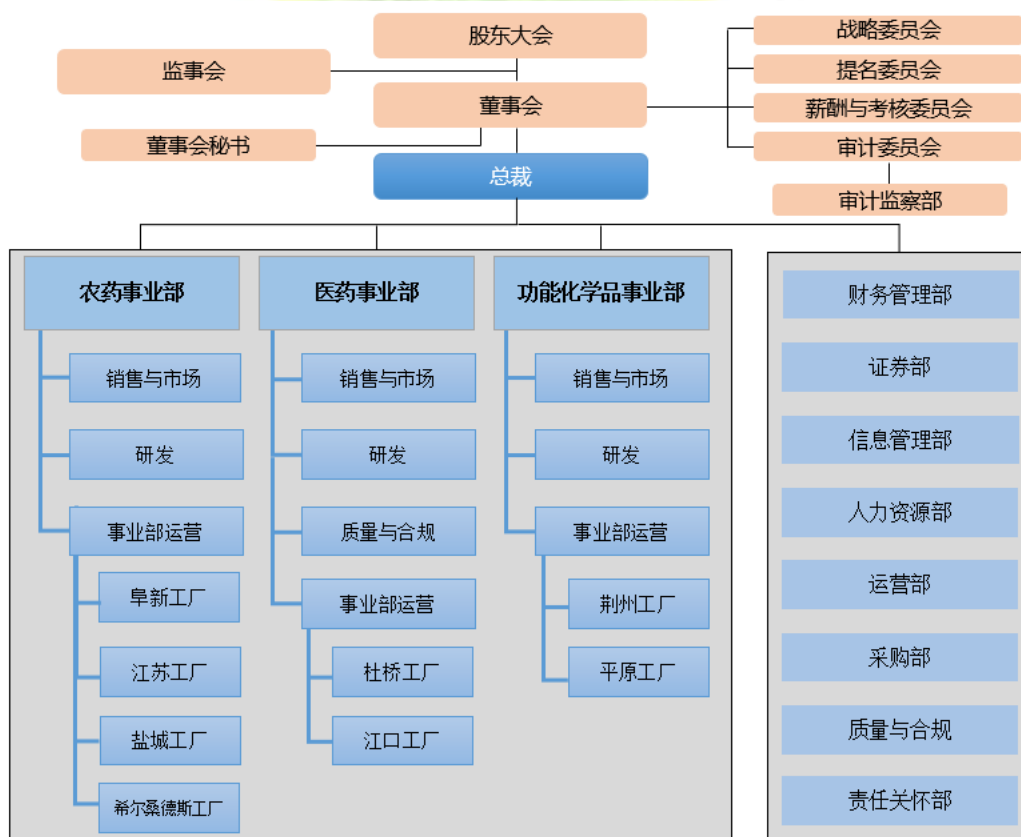 股东大会
监事会
董事会
董事会秘书
总裁
战略委员会
提名委员会
薪酬与考核委员会
审计委员会
审计监察部
农药事业部
销售与市场
研发
事业部运营
阜新工厂
江苏工厂
盐城工厂
希尔桑德斯工厂
医药事业部
销售与市场
研发
质量与合规
事业部运营
杜桥工厂
江口工厂
功能化学品事业部
销售与市场
研发
事业部运营
荆州工厂
平原工厂
财务管理部
证券部
信息管理部
人力资源部
运营部
采购部
质量与合规
责任关怀部